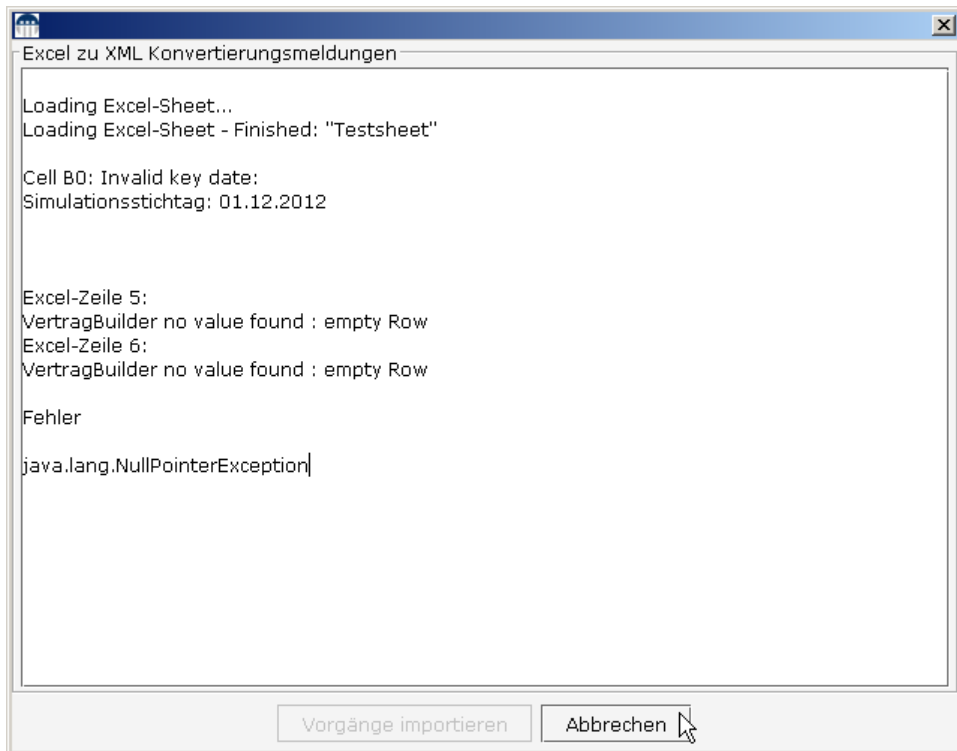 Excel zu XML Konvertierungsmeldungen
Loading Excel-Sheet...
Loading Excel-Sheet - Finished: "Testsheet"
Cell B0: Invalid key date:
Simulationsstichtag: 01.12.2012
Excel-Zeile 5:
VertragBuilder no value found : empty Row
Excel-Zeile 6:
VertragBuilder no value found : empty Row
Fehler
java.lang.NullPointerException
Vorgänge importieren
Abbrechen